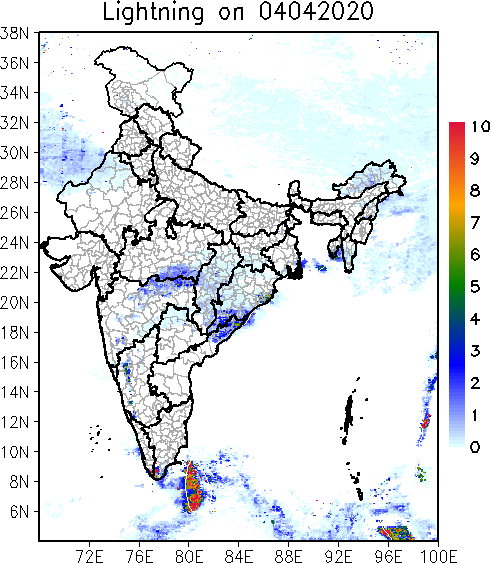 Lightning on 04042020
38N
36N
34N
32N
30N
28N
26N
24N
22N
20N
18N
16N
14N
12N
10N
8N
6N
72E 76E 80E 84E 88E 92E 96E 100E
10
9
8
7
6
5
4
3
2
1
0